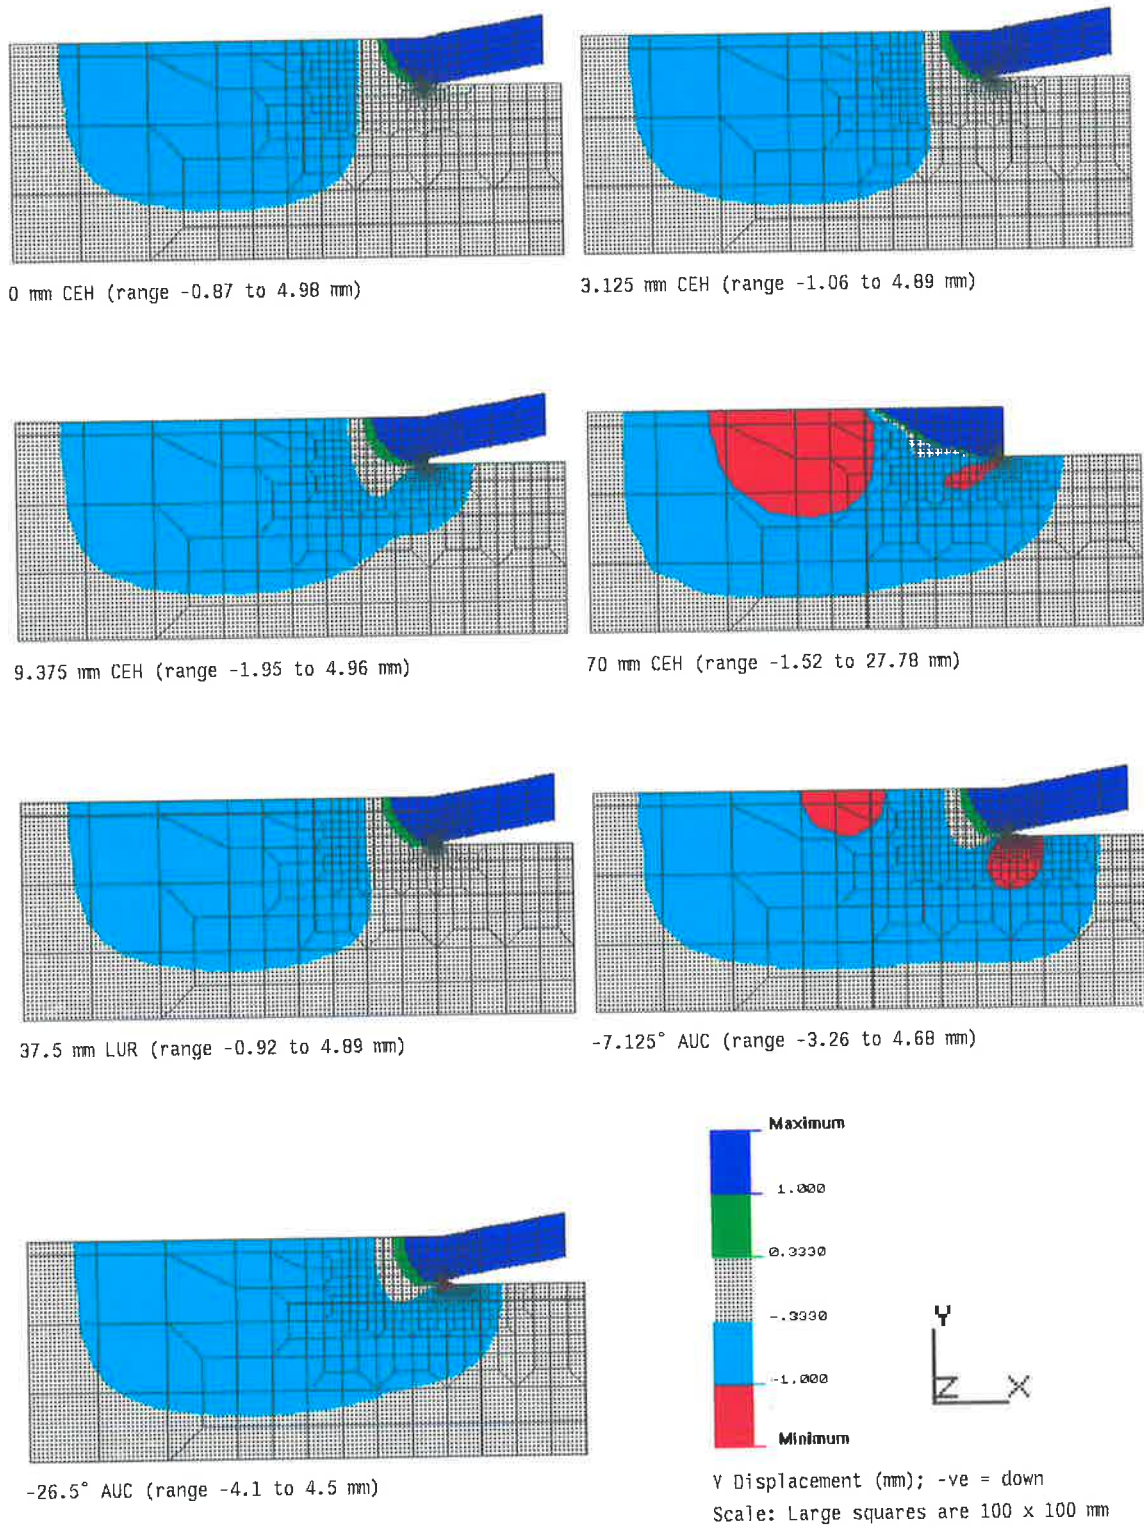 0 mm CEH (range -0.87 to 4.98 mm)
3.125 mm CEH (range -1.06 to 4.89 mm)
9.375 mm CEH (range -1.95 to 4.96 mm)
70 mm CEH (range -1.52 to 27.78 mm)
37.5 mm LUR (range -0.92 to 4.89 mm)
-7.125° AUC (range -3.26 to 4.68 mm)
-26.5° AUC (range -4.1 to 4.5 mm)
Maximum
1.000
0.3330
-.3330
-1.000
Minimum
Y
Z X
Y Displacement (mm); -ve = down
Scale: Large squares are 100 x 100 mm